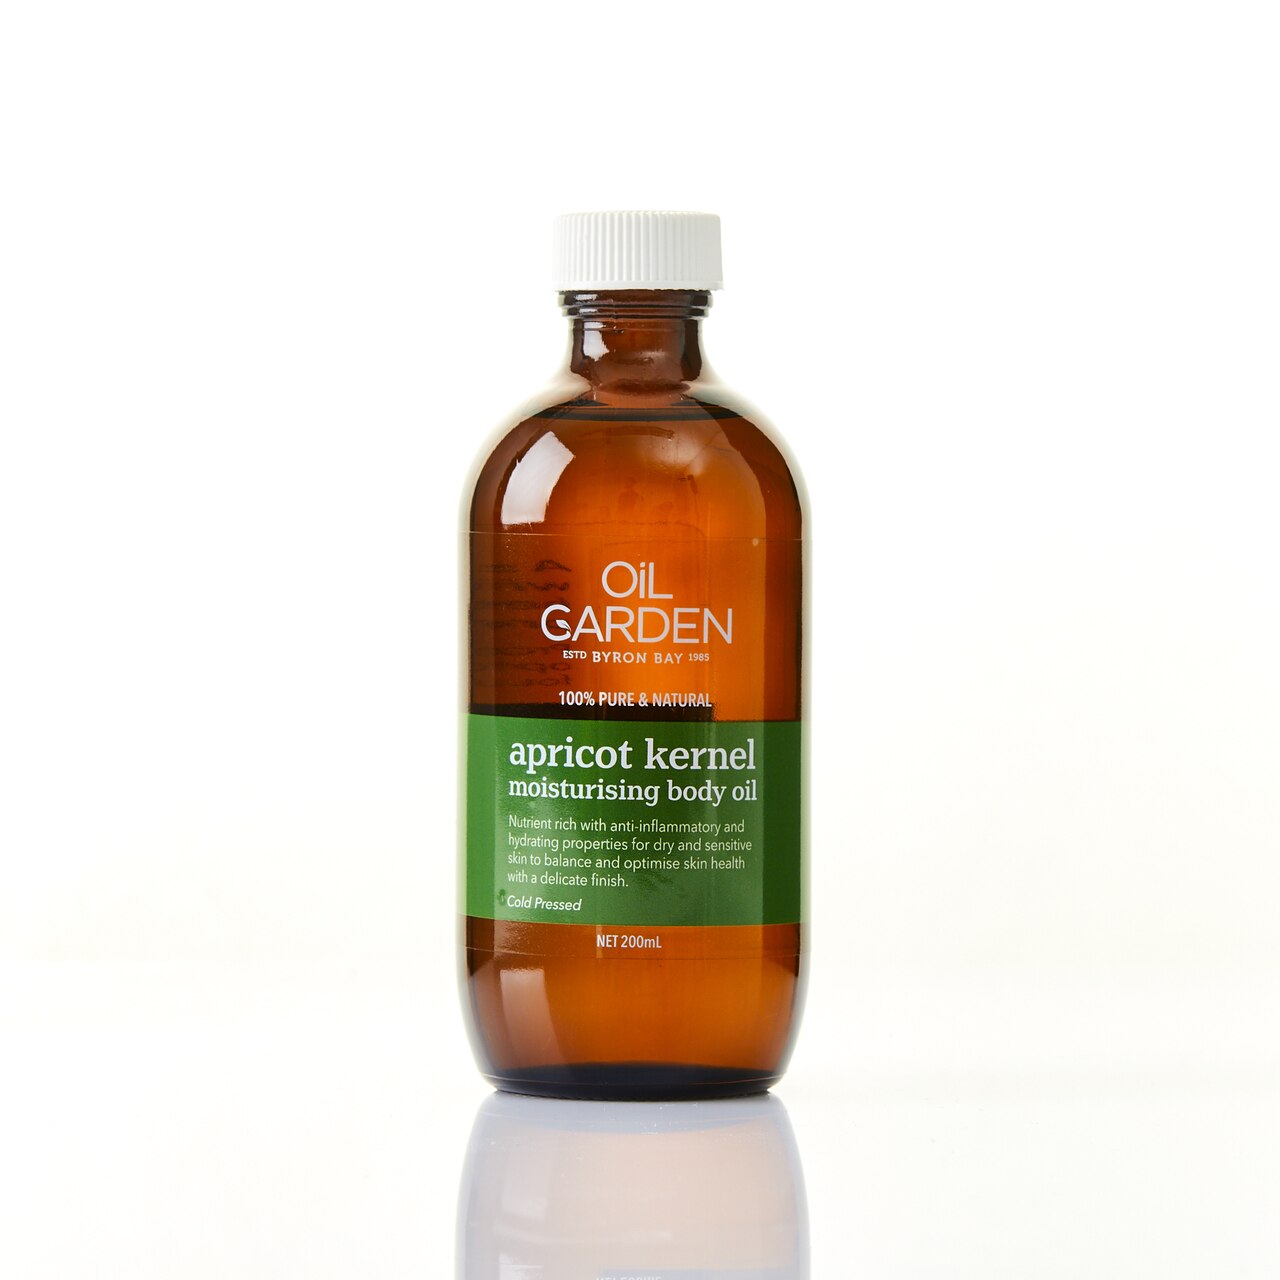 OiL
GARDEN
ESTD BYRON BAY 1985
100% PURE & NATURAL
apricot kernel
moisturising body oil
Nutrient rich with anti-inflammatory and
hydrating properties for dry and sensitive
skin to balance and optimise skin health
with a delicate finish.
Cold Pressed
NET 200mL